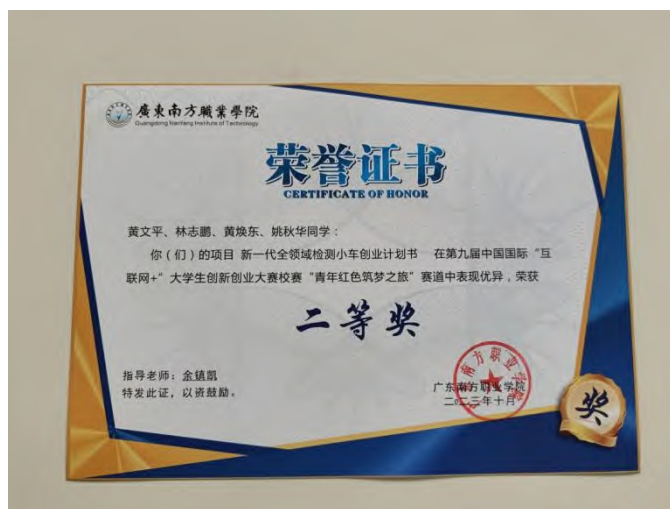 廣東南方職業學院
Guangdong Nanfang Institute of Technology
荣誉证书
CERTIFICATE OF HONOR
黄文平、林志鹏、黄焕东、姚秋华同学：
你（们）的项目 新一代全领域检测小车创业计划书 在第九届中国国际“互
联网+”大学生创新创业大赛校赛“青年红色筑梦之旅”赛道中表现优异，荣获
二等奖
指导老师：余镇凯
特发此证，以资鼓励。
广东南方职业学院
二〇二三年十月
奖